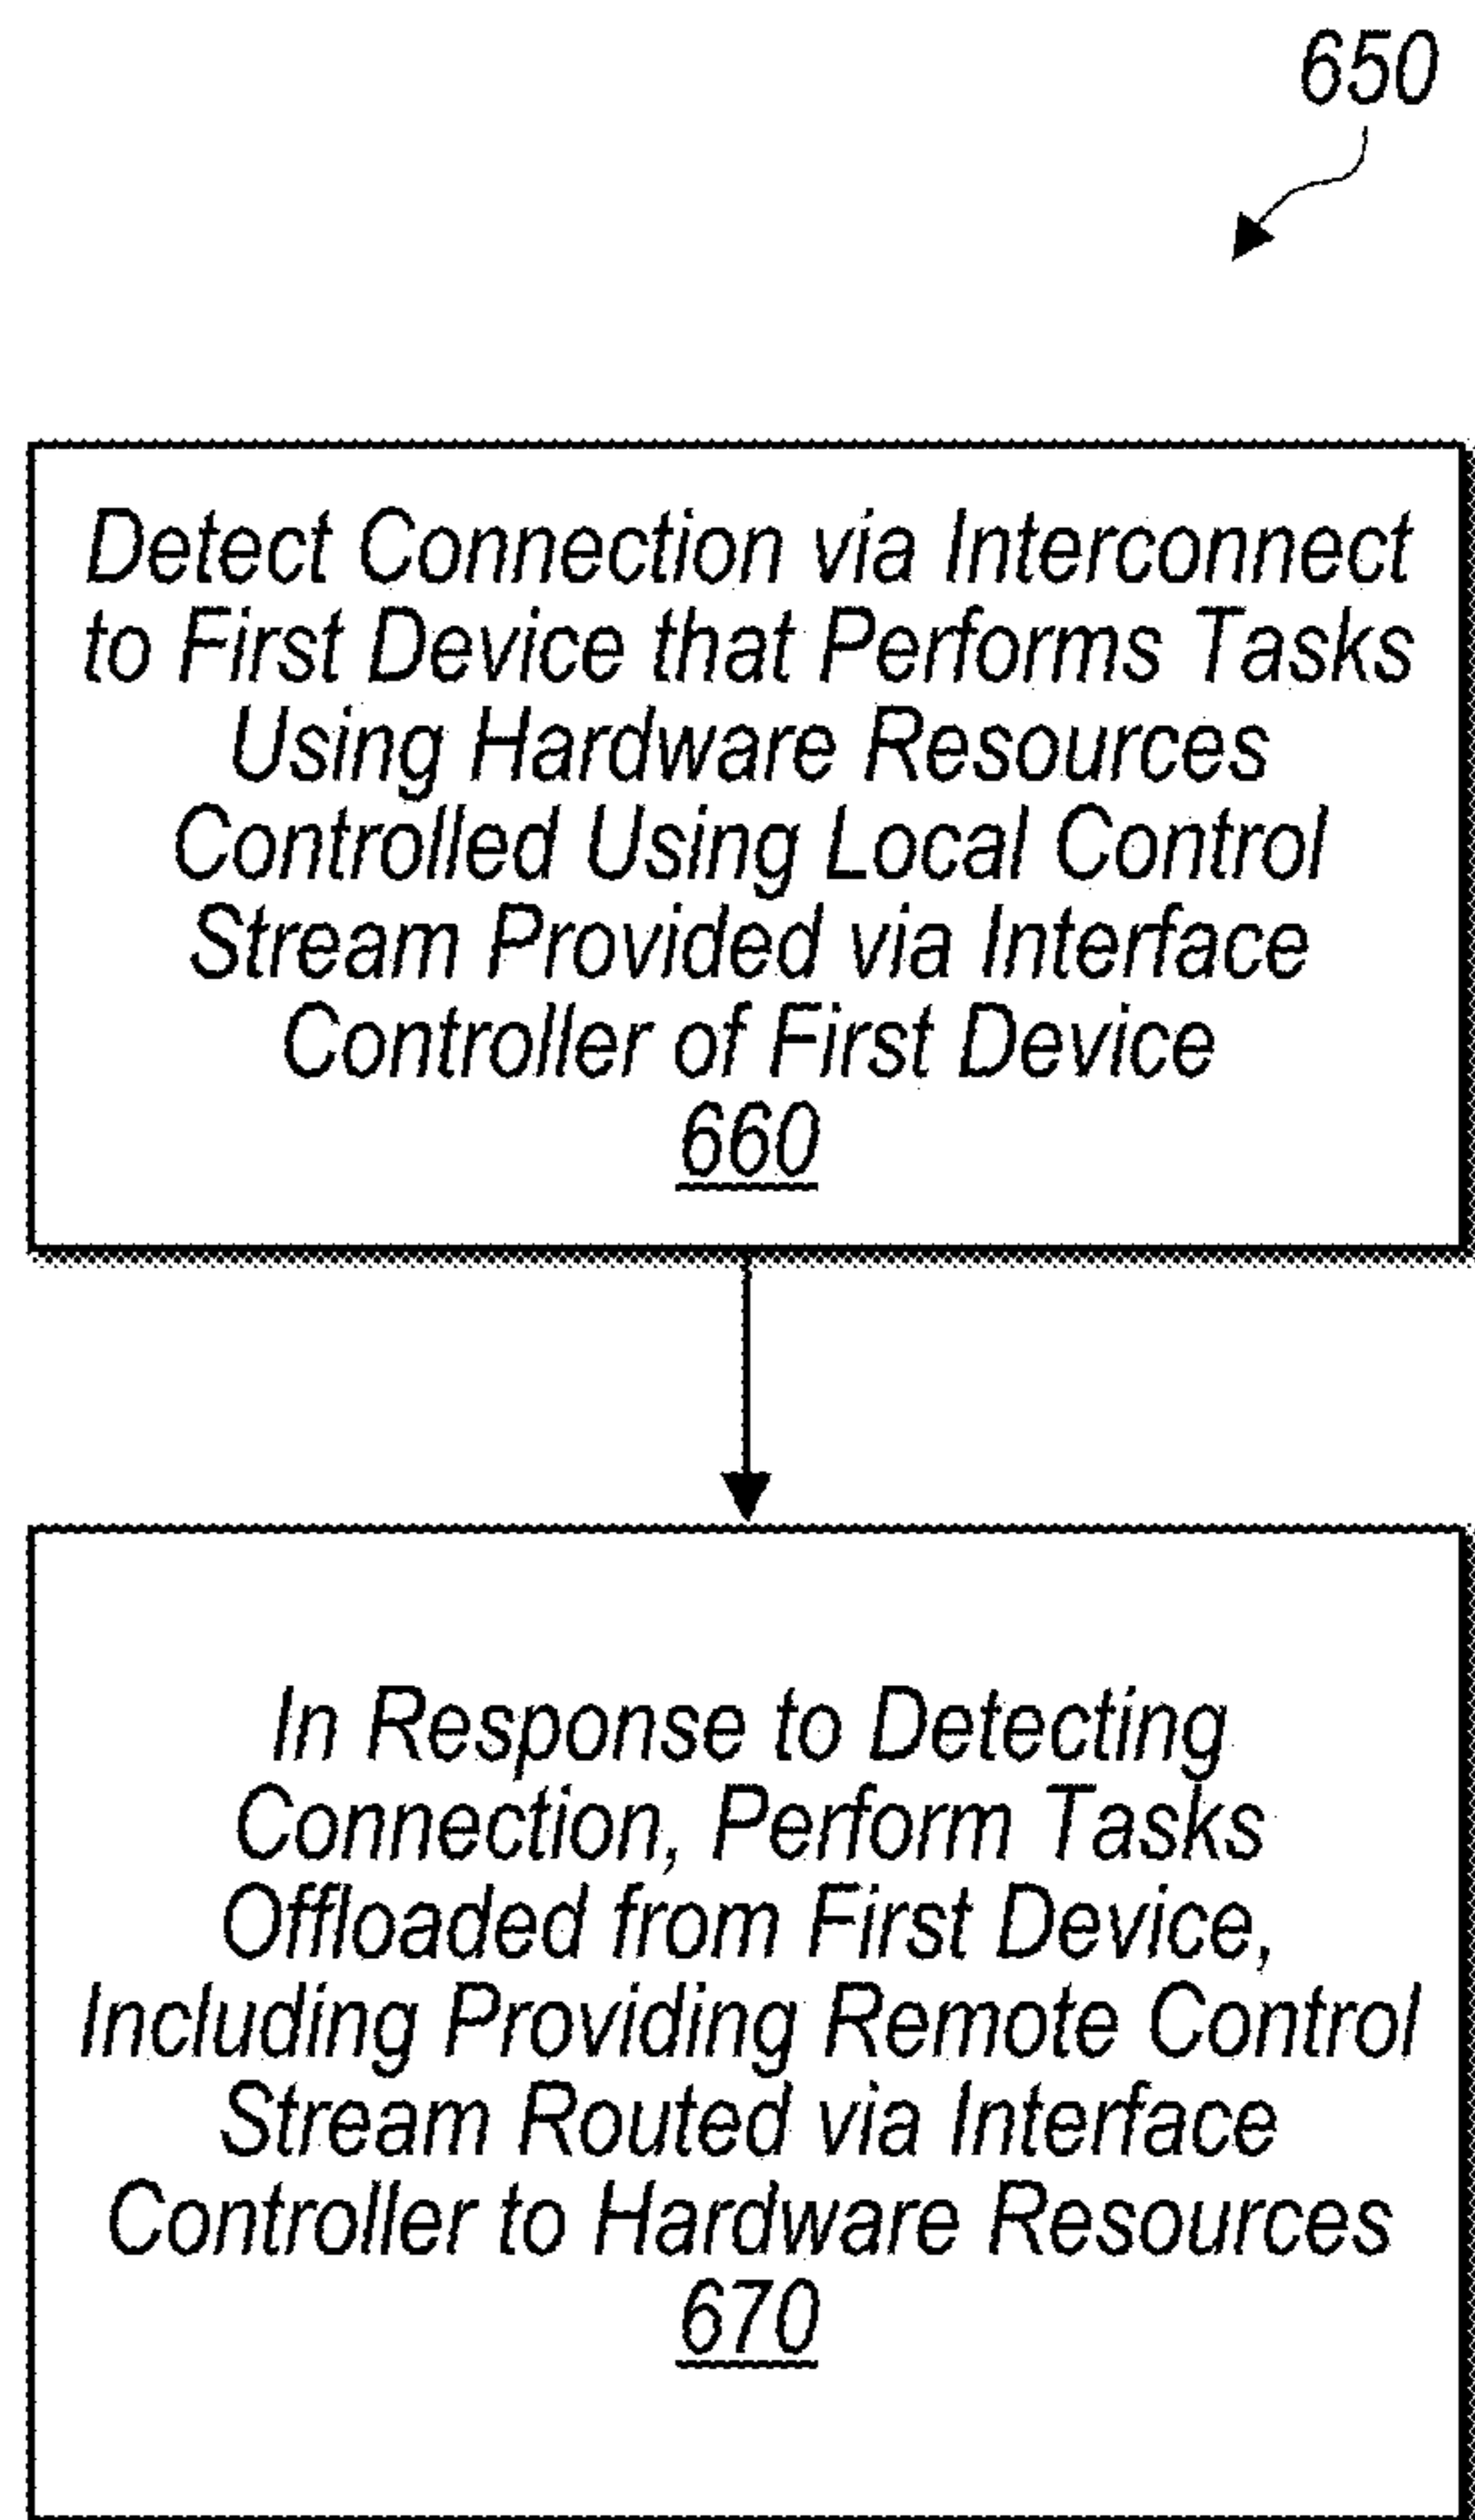 650
Detect Connection via Interconnect
to First Device that Performs Tasks
Using Hardware Resources
Controlled Using Local Control
Stream Provided via Interface
Controller of First Device
660
In Response to Detecting
Connection, Perform Tasks
Offloaded from First Device,
Including Providing Remote Control
Stream Routed via Interface
Controller to Hardware Resources
670